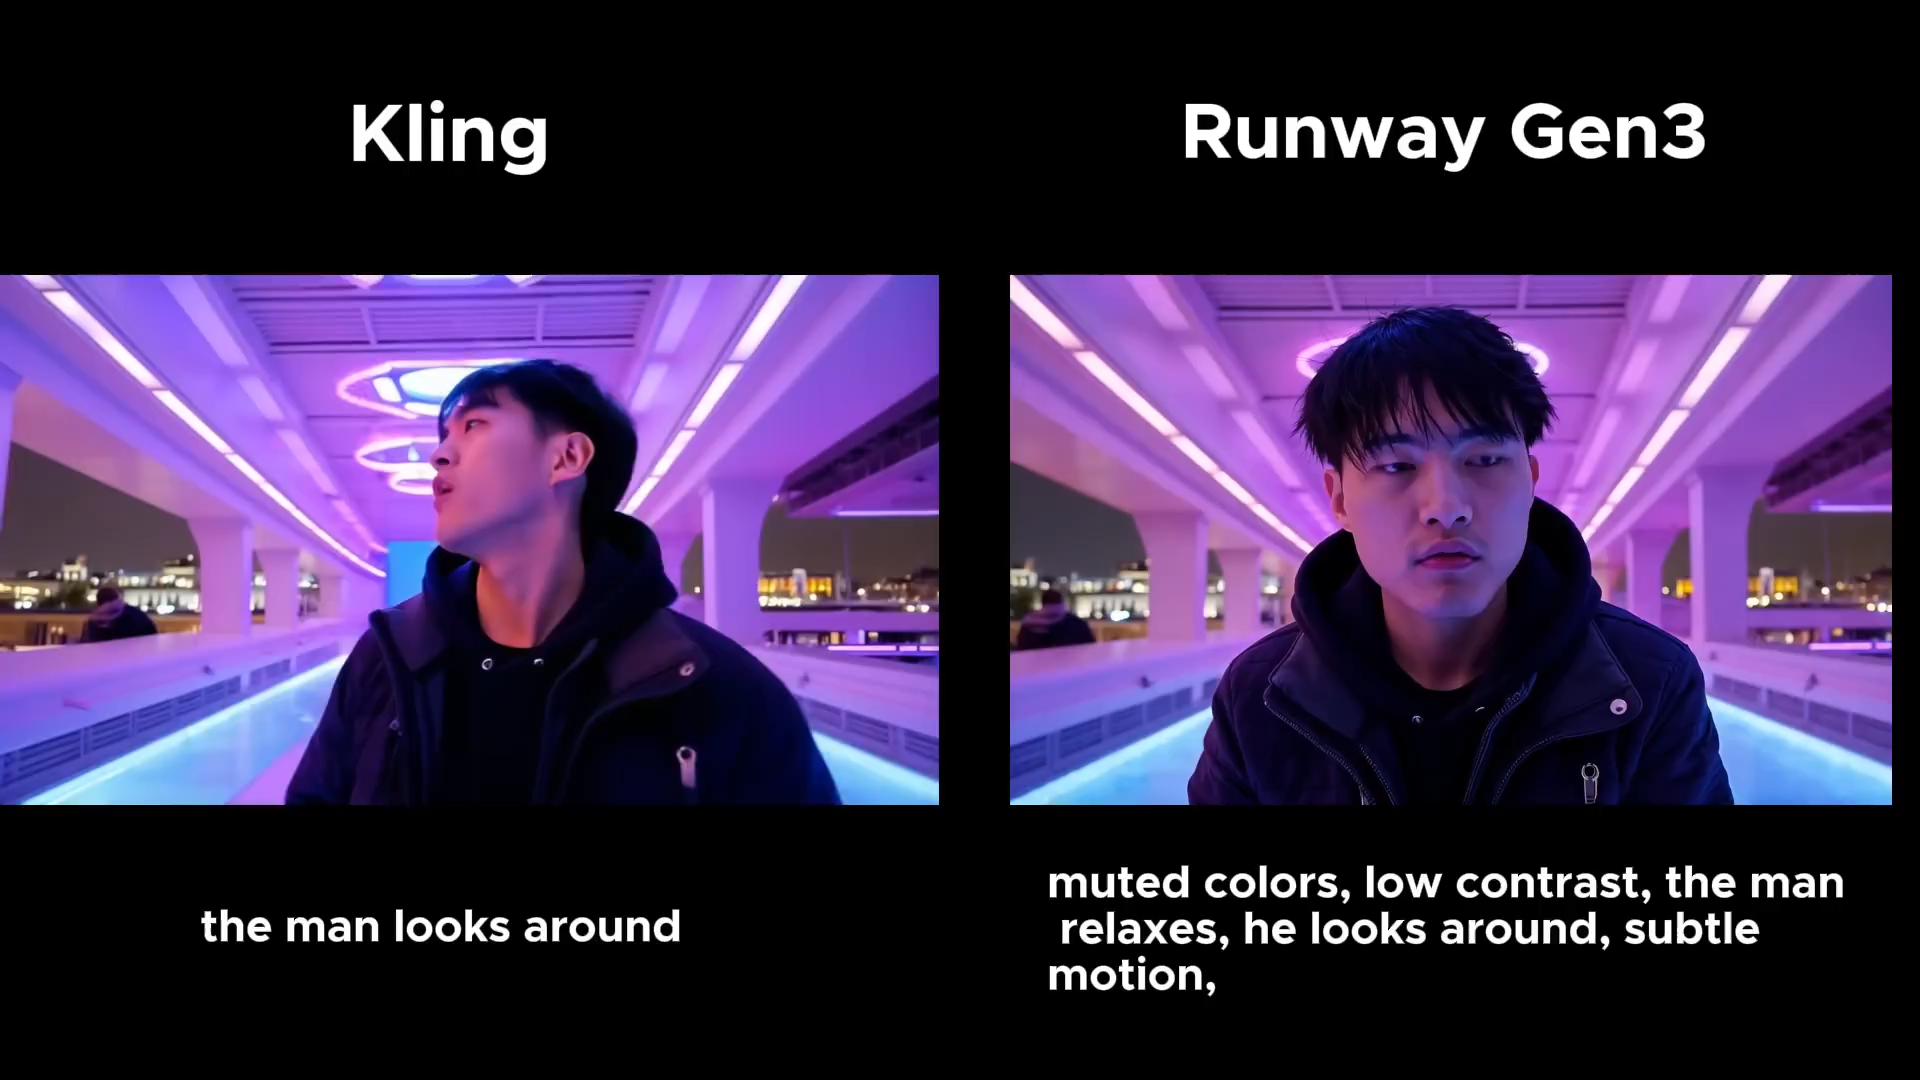 Kling
Runway Gen3
the man looks around
muted colors, low contrast, the man
relaxes, he looks around, subtle
motion,